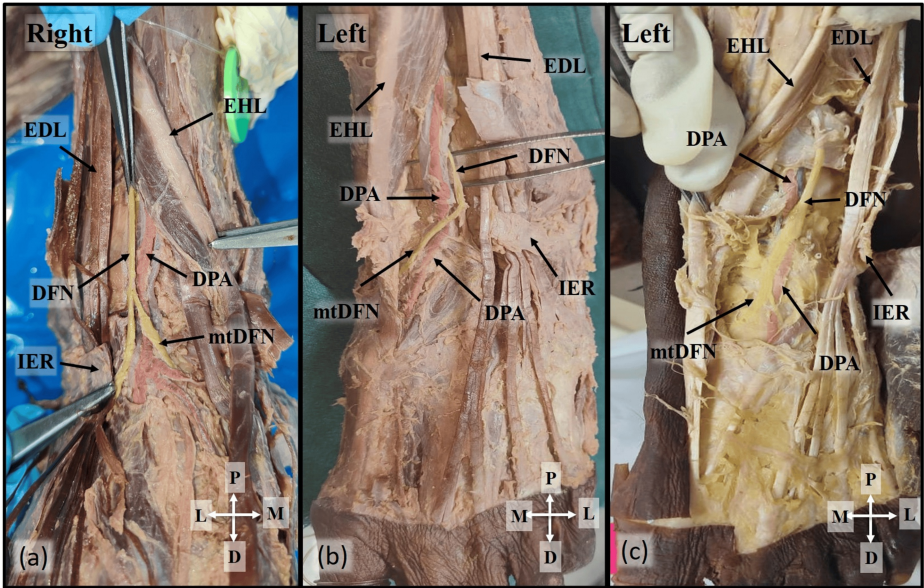 Right
EHL
EDL
DFN
DPA
mtDFN
IER
P
L M
D
(a)
Left
EDL
EHL
DFN
DPA
IER
mtDFN
DPA
P
M L
D
(b)
Left
EHL
EDL
DPA
DFN
IER
mtDFN
DPA
P
M L
D
(c)